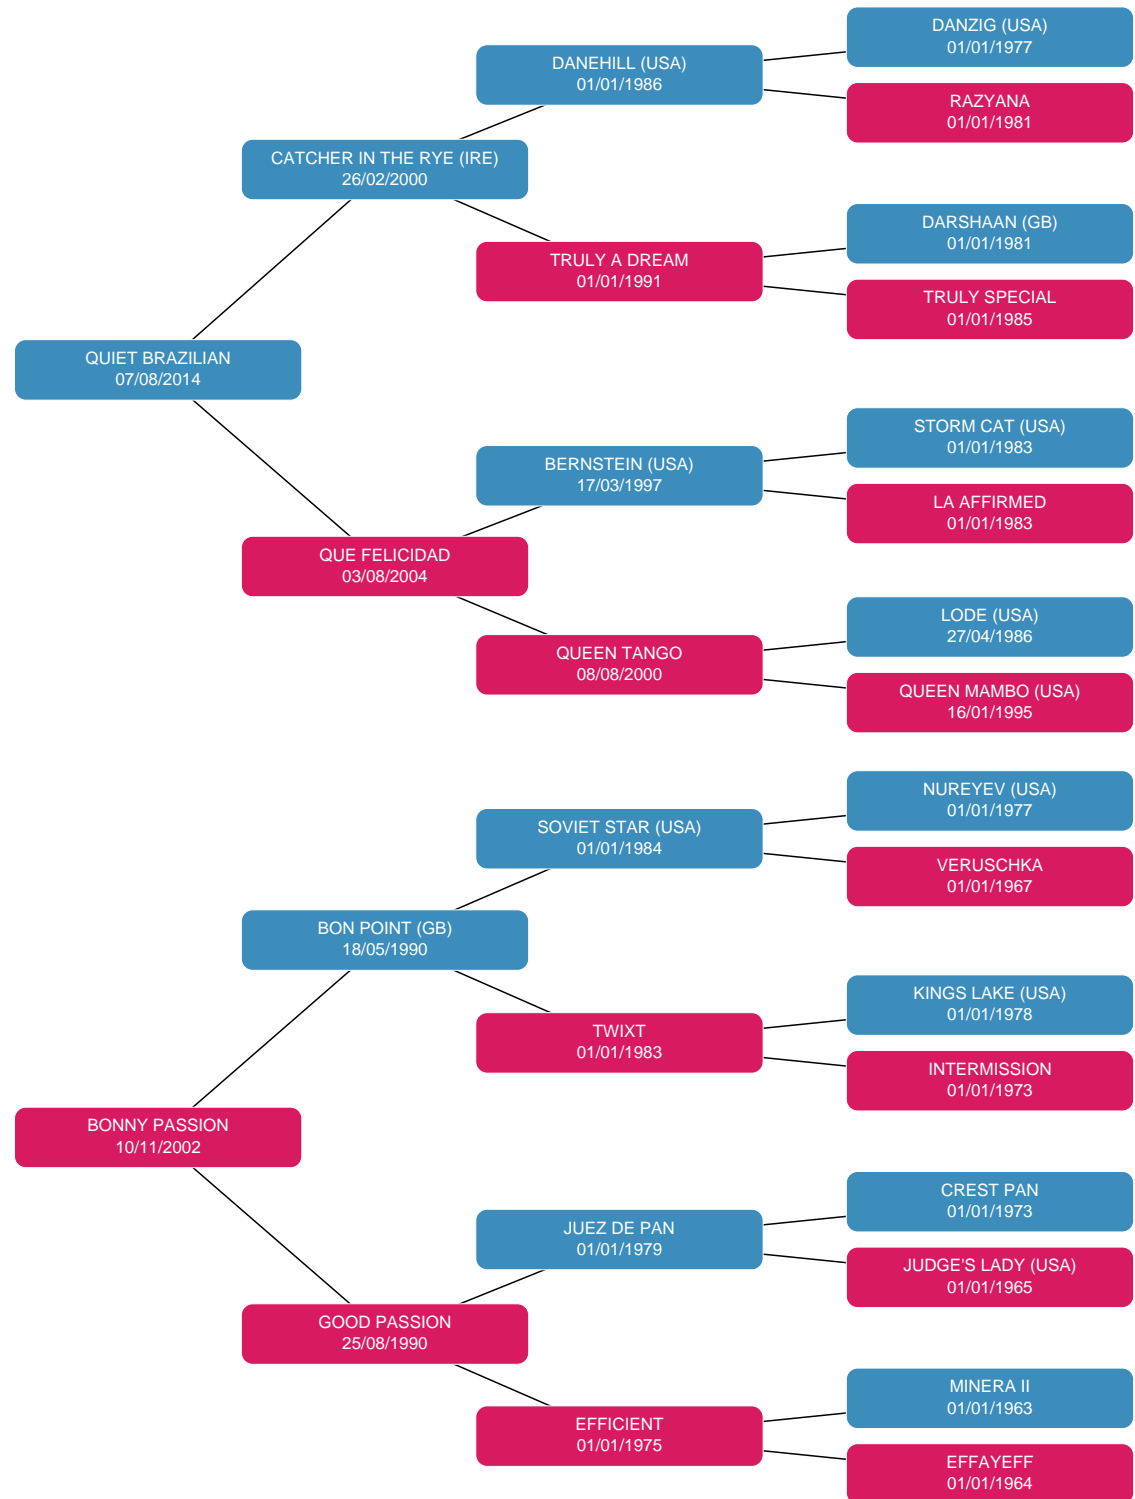 DANZIG (USA)
01/01/1977
DANEHILL (USA)
01/01/1986
RAZYANA
01/01/1981
CATCHER IN THE RYE (IRE)
26/02/2000
DARSHAAN (GB)
01/01/1981
TRULY A DREAM
01/01/1991
TRULY SPECIAL
01/01/1985
QUIET BRAZILIAN
07/08/2014
STORM CAT (USA)
01/01/1983
BERNSTEIN (USA)
17/03/1997
LA AFFIRMED
01/01/1983
QUE FELICIDAD
03/08/2004
LODE (USA)
27/04/1986
QUEEN TANGO
08/08/2000
QUEEN MAMBO (USA)
16/01/1995
NUREYEV (USA)
01/01/1977
SOVIET STAR (USA)
01/01/1984
VERUSCHKA
01/01/1967
BON POINT (GB)
18/05/1990
KINGS LAKE (USA)
01/01/1978
TWIXT
01/01/1983
INTERMISSION
01/01/1973
BONNY PASSION
10/11/2002
CREST PAN
01/01/1973
JUEZ DE PAN
01/01/1979
JUDGE'S LADY (USA)
01/01/1965
GOOD PASSION
25/08/1990
MINERA II
01/01/1963
EFFICIENT
01/01/1975
EFFAYEFF
01/01/1964